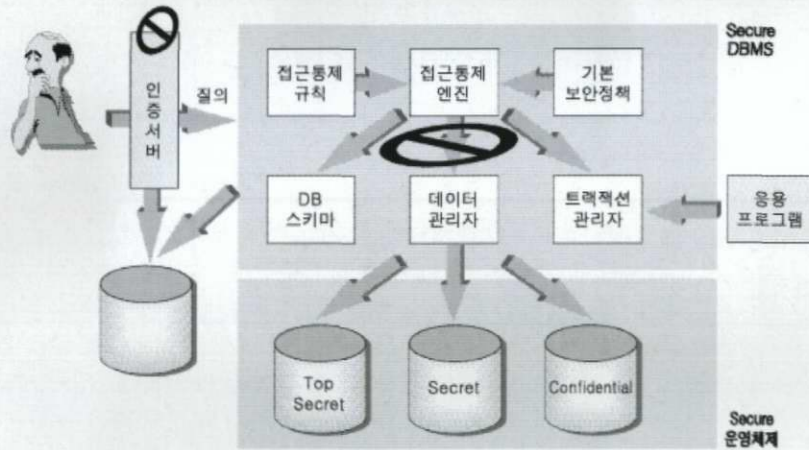 Secure
DBMS
인
증
서
버
질의
접근통제
규칙
접근통제
엔진
기본
보안정책
DB
스키마
데이터
관리자
트랙잭션
관리자
응용
프로그램
Top
Secret
Secret
Confidential
Secure
운영체제